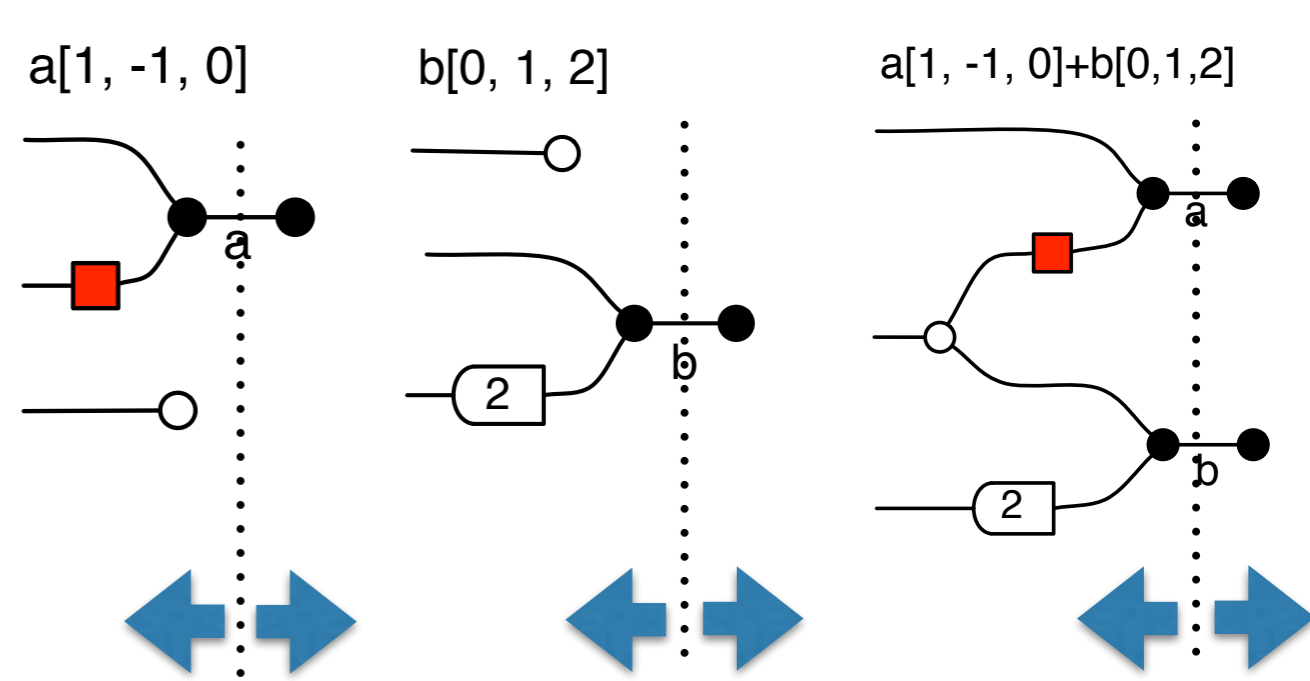 a[1, -1, 0]
b[0, 1, 2]
a[1, -1, 0]+b[0,1,2]
a
b
2
a
b
2